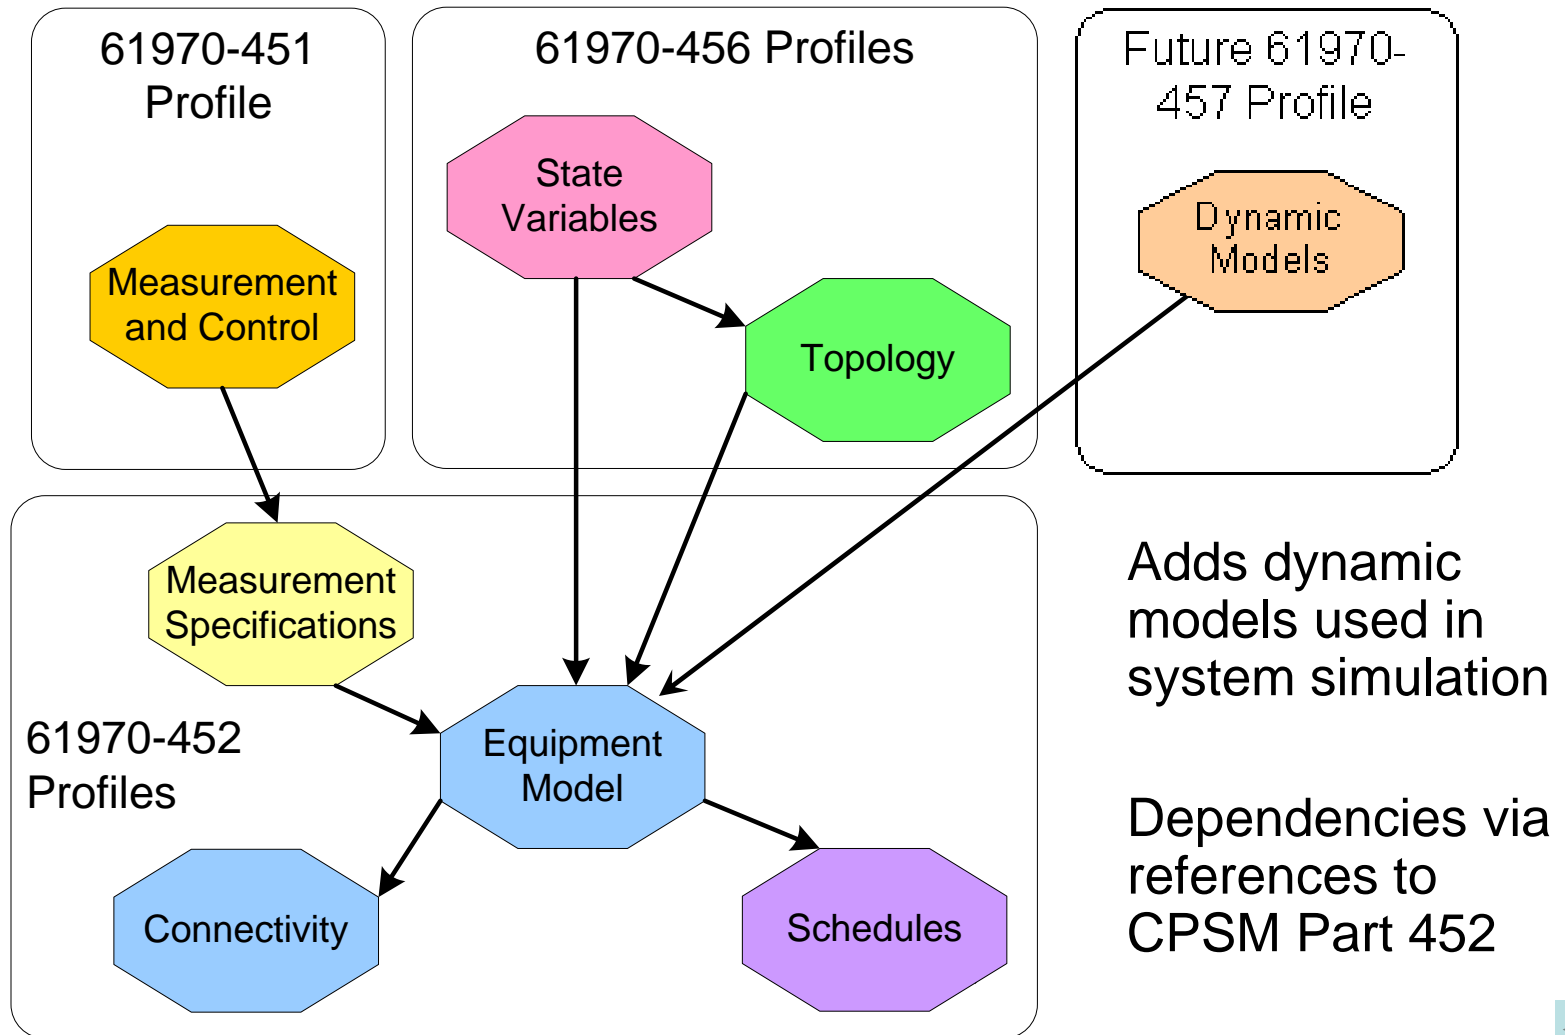 61970-451
Profile
61970-456 Profiles
Future 61970-
457 Profile
State
Variables
Dynamic
Models
Measurement
and Control
Topology
Measurement
Specifications
61970-452
Profiles
Equipment
Model
Connectivity
Schedules
Adds dynamic
models used in
system simulation
Dependencies via
references to
CPSM Part 452